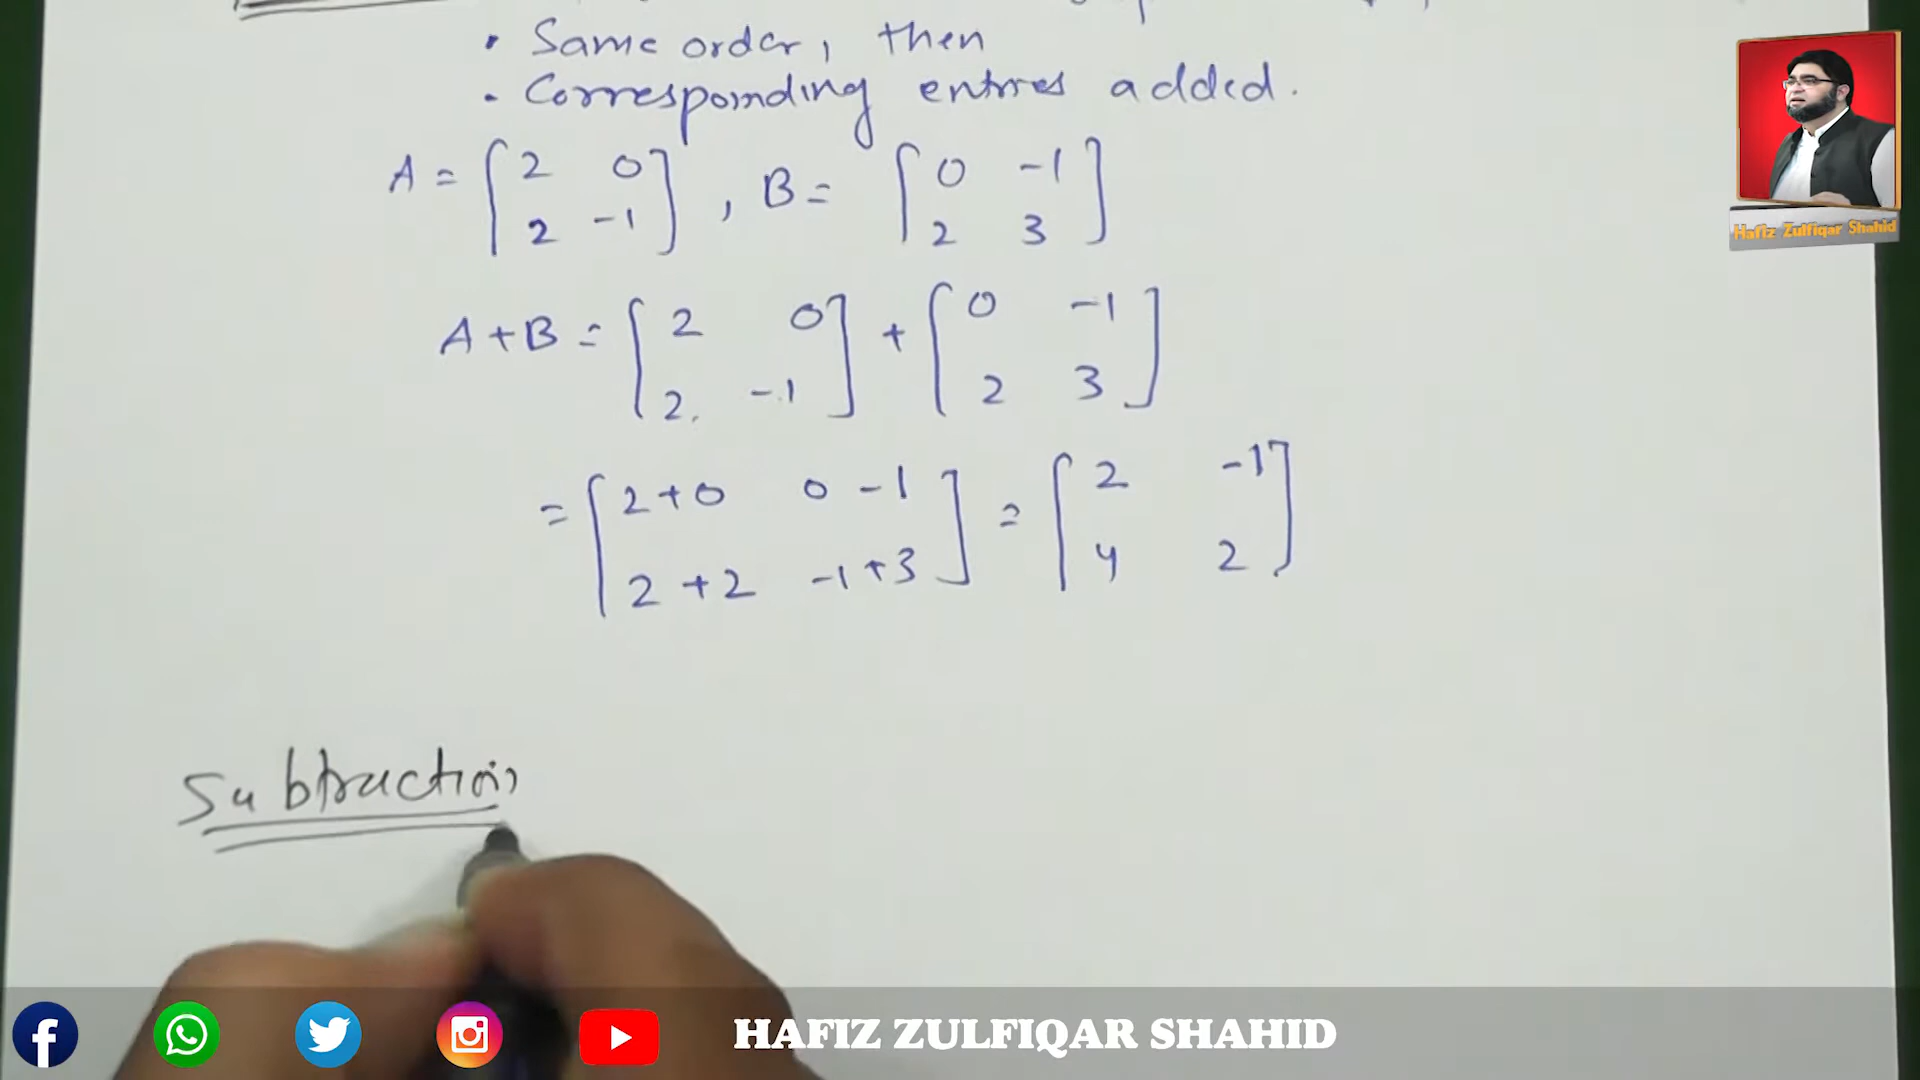 • Same order, then
• Corresponding entries added.
A = [2 0
2 -1] , B = [0 -1
2 3]
A + B = [2 0
2. -1] + [0 -1
2 3]
= [2+0 0 -1
2 +2 -1+3] = [2 -1
4 2]
Subtraction
Hafiz Zulfiqar Shahid
HAFIZ ZULFIQAR SHAHID